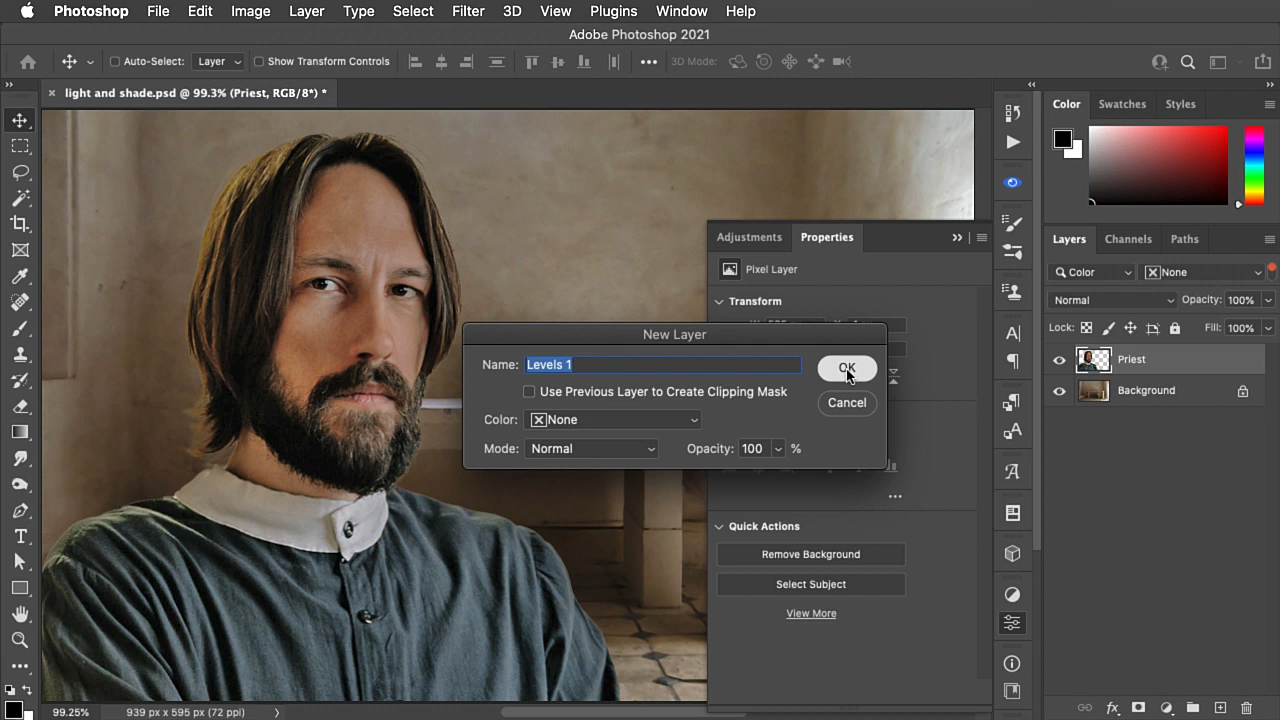 Photoshop File Edit Image Layer Type Select Filter 3D View Plugins Window Help
Adobe Photoshop 2021
Auto-Select: Layer Show Transform Controls 3D Mode:
light and shade.psd @ 99.3% (Priest, RGB/8*) *
Color Swatches Styles
Adjustments Properties
Layers Channels Paths
Pixel Layer
Color None
Transform
Normal Opacity: 100%
Lock: Fill: 100%
New Layer
Name: Levels 1 OK
Priest
Use Previous Layer to Create Clipping Mask
Background
Cancel
Color: None
Mode: Normal Opacity: 100 %
Quick Actions
Remove Background
Select Subject
View More
99.25% 939 px x 595 px (72 ppi)